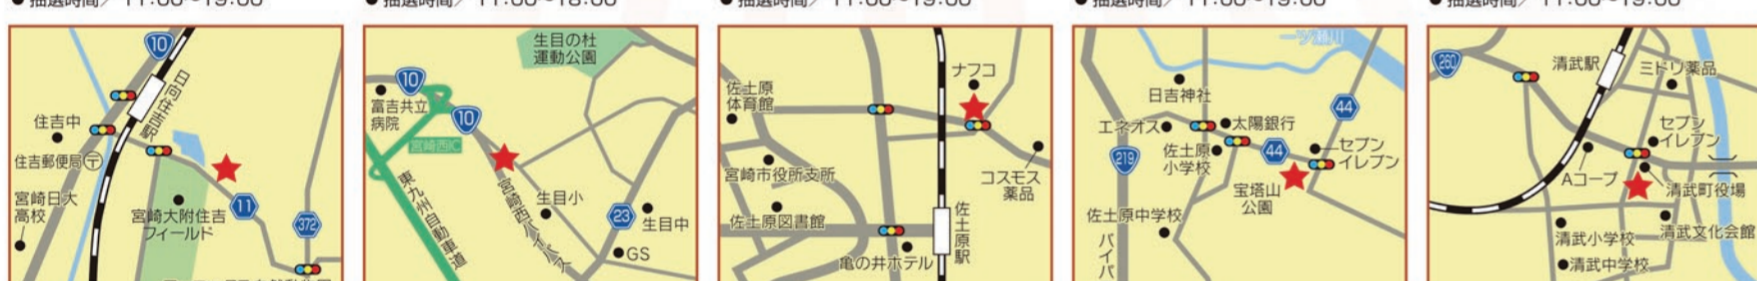 ● 抽選時間／11:00〜19:00
● 抽選時間／11:00〜18:00
● 抽選時間／11:00〜19:00
● 抽選時間／11:00〜19:00
● 抽選時間／11:00〜19:00
10
日向住吉駅
住吉中
住吉郵便局
宮崎日大
高校
宮崎大附住吉
フィールド
11
372
生目の杜
運動公園
10
富吉共立
病院
10
宮崎西IC
東九州自動車道
宮崎西バイパス
生目小
23
生目中
GS
佐土原
体育館
ナフコ
宮崎市役所支所
コスモス
薬品
佐土原図書館
佐土原駅
亀の井ホテル
一ツ瀬川
日吉神社
44
エネオス
太陽銀行
セブン
イレブン
佐土原
小学校
44
219
宝塔山
公園
佐土原中学校
バイパ
260
清武駅
ミドリ薬品
セブン
イレブン
Aコープ
清武町役場
清武小学校
清武文化会館
清武中学校